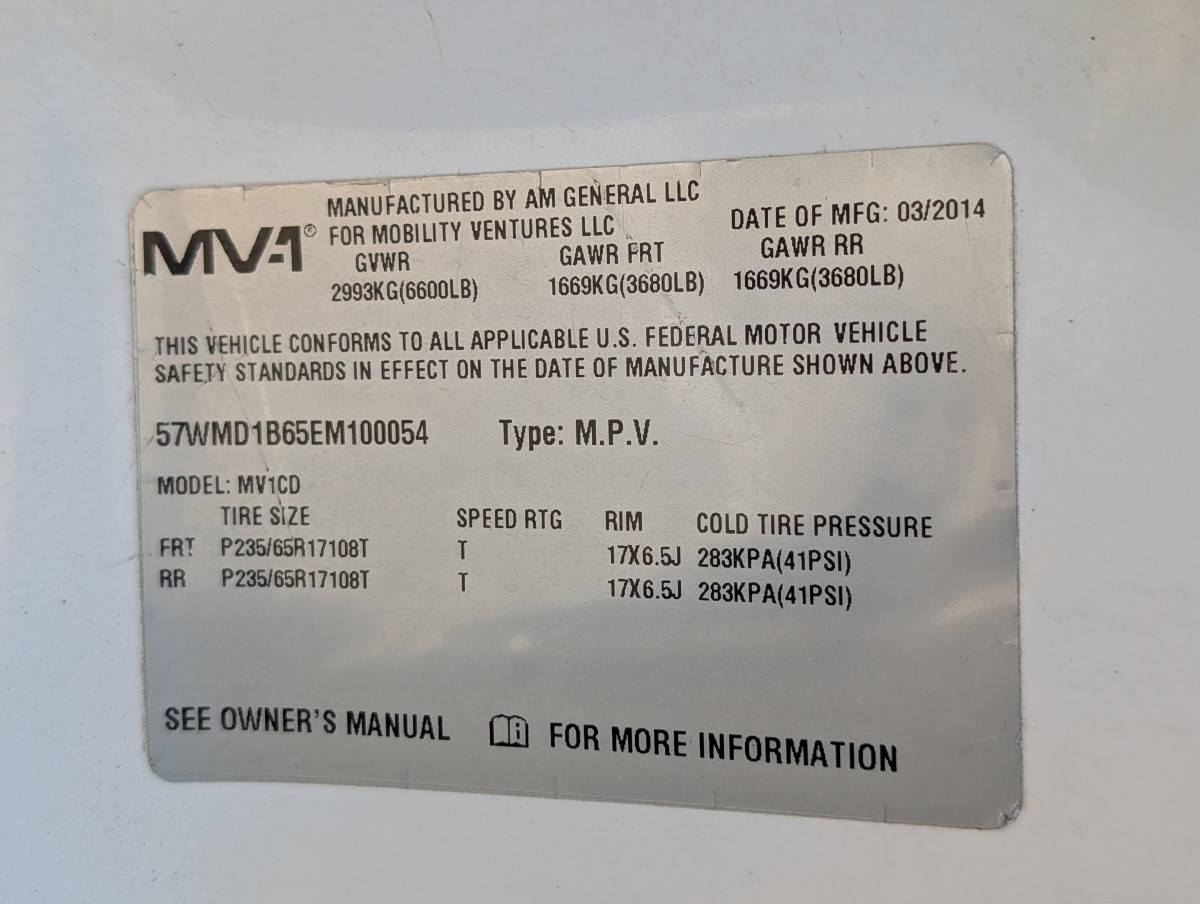 MV-1®
MANUFACTURED BY AM GENERAL LLC
FOR MOBILITY VENTURES LLC
DATE OF MFG: 03/2014
GVWR GAWR FRT GAWR RR
2993KG(6600LB) 1669KG(3680LB) 1669KG(3680LB)
THIS VEHICLE CONFORMS TO ALL APPLICABLE U.S. FEDERAL MOTOR VEHICLE
SAFETY STANDARDS IN EFFECT ON THE DATE OF MANUFACTURE SHOWN ABOVE.
57WMD1B65EM100054 Type: M.P.V.
MODEL: MV1CD
TIRE SIZE SPEED RTG RIM COLD TIRE PRESSURE
FRT P235/65R17108T T 17X6.5J 283KPA(41PSI)
RR P235/65R17108T T 17X6.5J 283KPA(41PSI)
SEE OWNER'S MANUAL FOR MORE INFORMATION